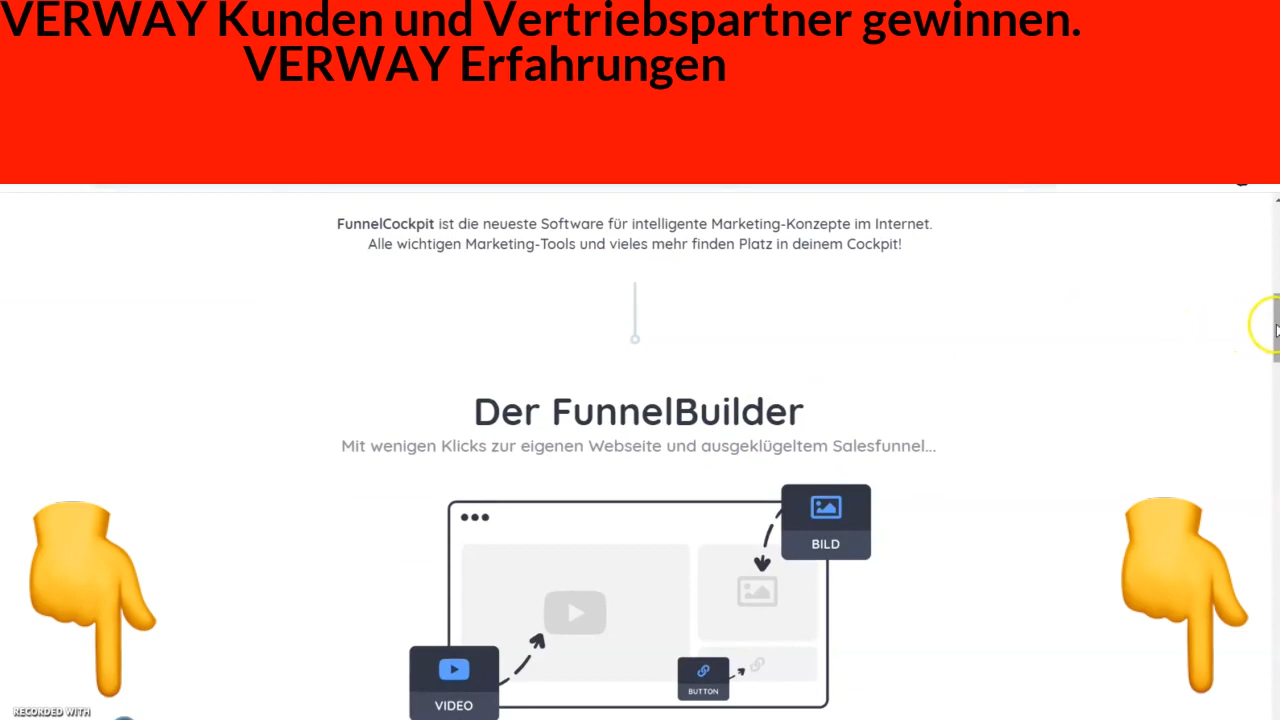 VERWAY Kunden und Vertriebspartner gewinnen.
VERWAY Erfahrungen
FunnelCockpit ist die neueste Software für intelligente Marketing-Konzepte im Internet.
Alle wichtigen Marketing-Tools und vieles mehr finden Platz in deinem Cockpit!
Der FunnelBuilder
Mit wenigen Klicks zur eigenen Webseite und ausgeklügeltem Salesfunnel...
BILD
BUTTON
VIDEO
RECORDED WITH